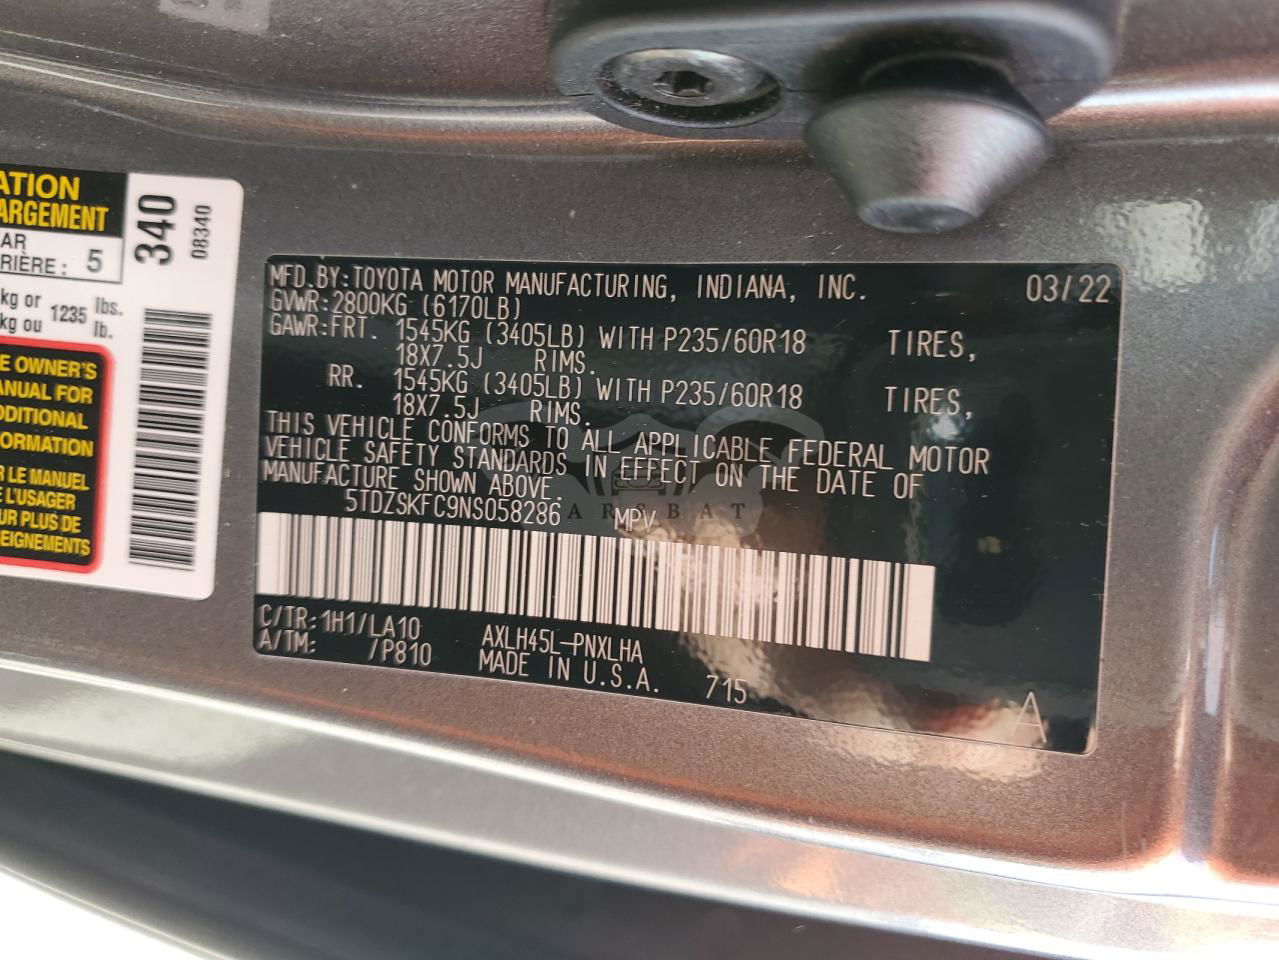 ATION
ARGEMENT
AR
RIÈRE : 5
kg or 1235 lbs.
kg ou lb.
E OWNER'S
ANUAL FOR
DDITIONAL
FORMATION
R LE MANUEL
E L'USAGER
UR PLUS DE
SEIGNEMENTS
340
08340
MFD. BY: TOYOTA MOTOR MANUFACTURING, INDIANA, INC. 03/22
GVWR: 2800KG (6170LB)
GAWR: FRT. 1545KG (3405LB) WITH P235/60R18 TIRES,
18X7.5J RIMS.
RR. 1545KG (3405LB) WITH P235/60R18 TIRES,
18X7.5J RIMS.
THIS VEHICLE CONFORMS TO ALL APPLICABLE FEDERAL MOTOR
VEHICLE SAFETY STANDARDS IN EFFECT ON THE DATE OF
MANUFACTURE SHOWN ABOVE.
5TDZSKFC9NS058286 MPV
ARSBAT
C/TR: 1H1/LA10 AXLH45L-PNXLHA
A/TM: /P810 MADE IN U.S.A. 715
A